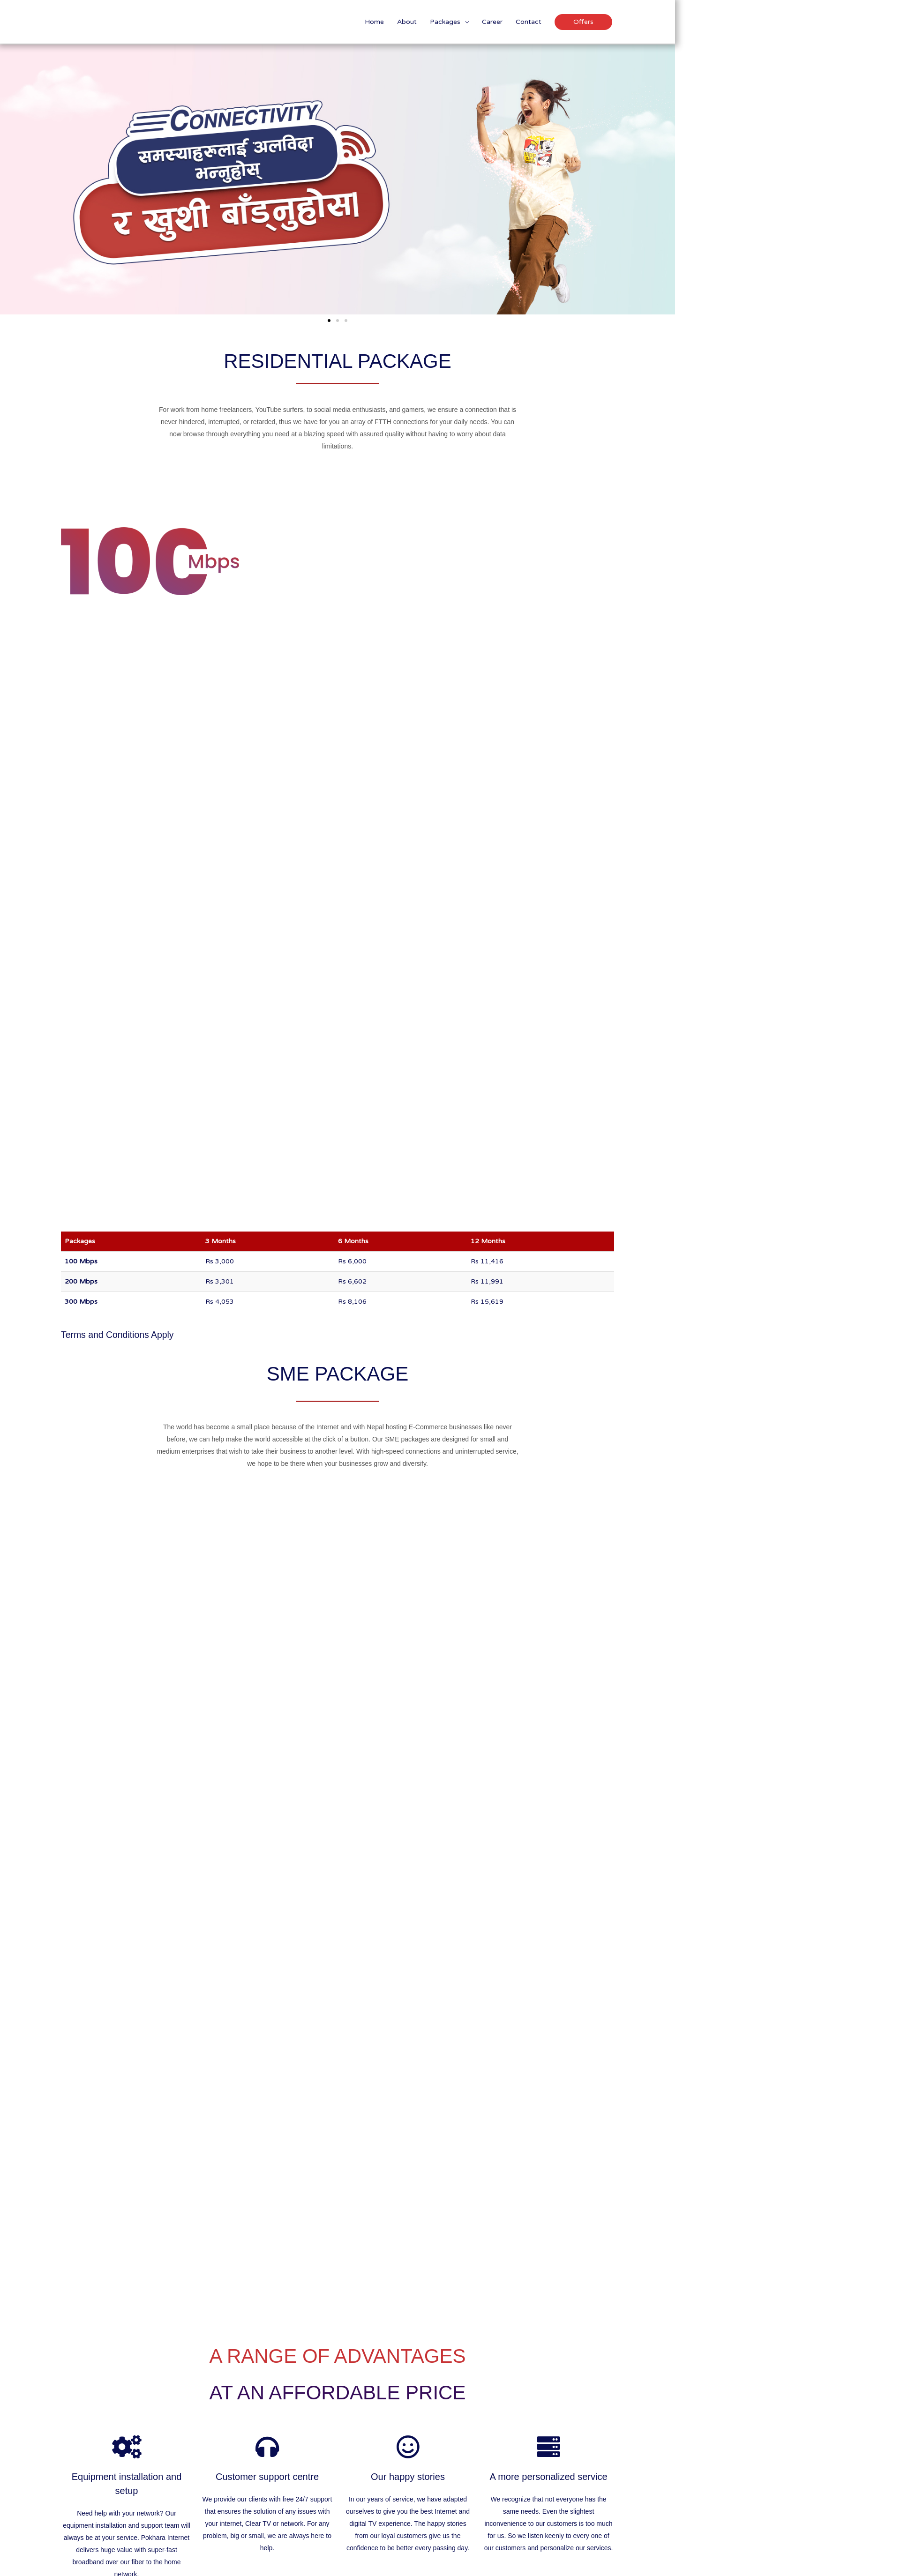 Home About Packages Career Contact Offers
CONNECTIVITY
समस्याहरूलाई अलविदा
भन्नुहोस्
र खुशी बाँड्नुहोस।
RESIDENTIAL PACKAGE
For work from home freelancers, YouTube surfers, to social media enthusiasts, and gamers, we ensure a connection that is
never hindered, interrupted, or retarded, thus we have for you an array of FTTH connections for your daily needs. You can
now browse through everything you need at a blazing speed with assured quality without having to worry about data
limitations.
100 Mbps
Packages 3 Months 6 Months 12 Months
100 Mbps Rs 3,000 Rs 6,000 Rs 11,416
200 Mbps Rs 3,301 Rs 6,602 Rs 11,991
300 Mbps Rs 4,053 Rs 8,106 Rs 15,619
Terms and Conditions Apply
SME PACKAGE
The world has become a small place because of the Internet and with Nepal hosting E-Commerce businesses like never
before, we can help make the world accessible at the click of a button. Our SME packages are designed for small and
medium enterprises that wish to take their business to another level. With high-speed connections and uninterrupted service,
we hope to be there when your businesses grow and diversify.
A RANGE OF ADVANTAGES
AT AN AFFORDABLE PRICE
Equipment installation and
setup
Need help with your network? Our
equipment installation and support team will
always be at your service. Pokhara Internet
delivers huge value with super-fast
broadband over our fiber to the home
network.
Customer support centre
We provide our clients with free 24/7 support
that ensures the solution of any issues with
your internet, Clear TV or network. For any
problem, big or small, we are always here to
help.
Our happy stories
In our years of service, we have adapted
ourselves to give you the best Internet and
digital TV experience. The happy stories
from our loyal customers give us the
confidence to be better every passing day.
A more personalized service
We recognize that not everyone has the
same needs. Even the slightest
inconvenience to our customers is too much
for us. So we listen keenly to every one of
our customers and personalize our services.